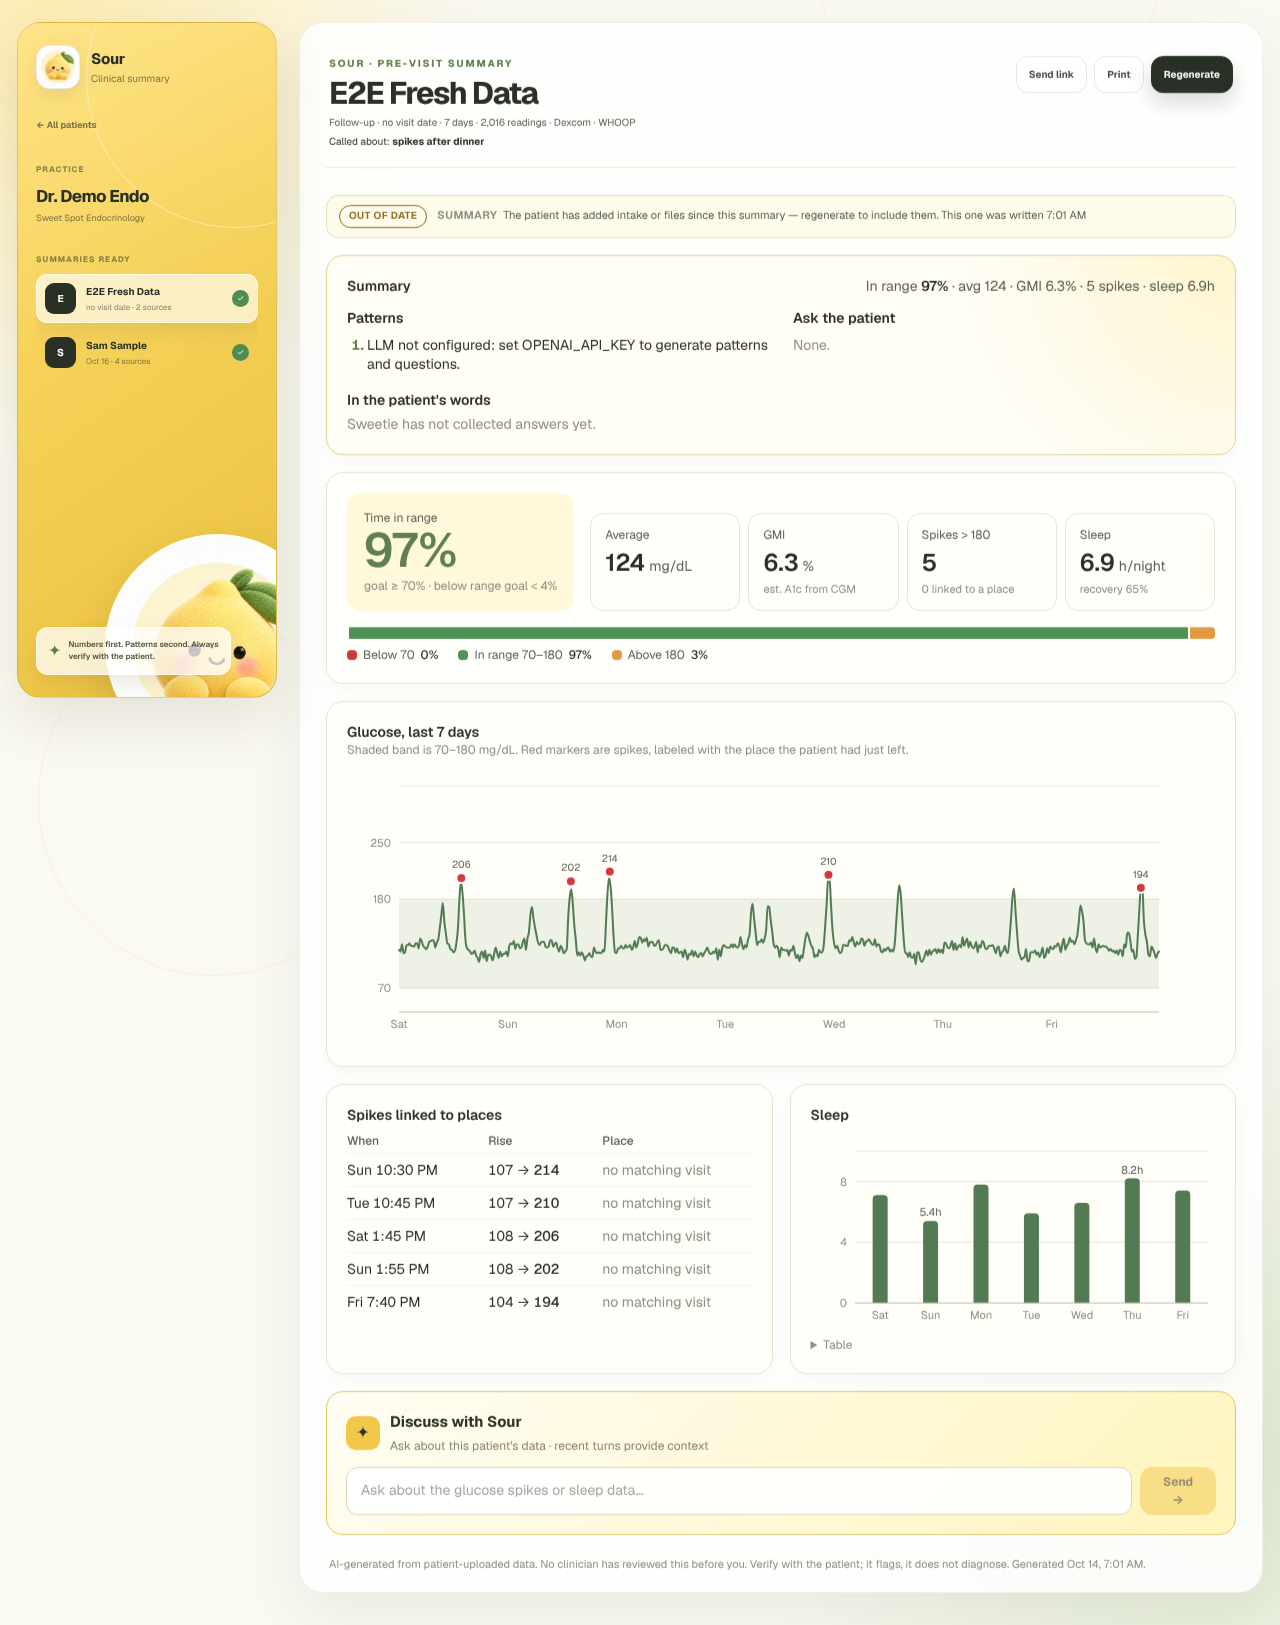 Sour
Clinical summary
← All patients
PRACTICE
Dr. Demo Endo
Sweet Spot Endocrinology
SUMMARIES READY
E
E2E Fresh Data
no visit date · 2 sources
S
Sam Sample
Oct 16 · 4 sources
Numbers first. Patterns second. Always
verify with the patient.
SOUR · PRE-VISIT SUMMARY
E2E Fresh Data
Follow-up · no visit date · 7 days · 2,016 readings · Dexcom · WHOOP
Called about: spikes after dinner
Send link
Print
Regenerate
OUT OF DATE SUMMARY The patient has added intake or files since this summary — regenerate to include them. This one was written 7:01 AM
Summary
In range 97% · avg 124 · GMI 6.3% · 5 spikes · sleep 6.9h
Patterns
1. LLM not configured: set OPENAI_API_KEY to generate patterns
and questions.
Ask the patient
None.
In the patient's words
Sweetie has not collected answers yet.
Time in range
97%
goal ≥ 70% · below range goal < 4%
Average
124 mg/dL
GMI
6.3 %
est. A1c from CGM
Spikes > 180
5
0 linked to a place
Sleep
6.9 h/night
recovery 65%
Below 70 0% In range 70–180 97% Above 180 3%
Glucose, last 7 days
Shaded band is 70–180 mg/dL. Red markers are spikes, labeled with the place the patient had just left.
250
180
70
206
202
214
210
194
Sat Sun Mon Tue Wed Thu Fri
Spikes linked to places
When Rise Place
Sun 10:30 PM 107 → 214 no matching visit
Tue 10:45 PM 107 → 210 no matching visit
Sat 1:45 PM 108 → 206 no matching visit
Sun 1:55 PM 108 → 202 no matching visit
Fri 7:40 PM 104 → 194 no matching visit
Sleep
8
4
0
5.4h
8.2h
Sat Sun Mon Tue Wed Thu Fri
▶ Table
Discuss with Sour
Ask about this patient's data · recent turns provide context
Ask about the glucose spikes or sleep data...
Send
→
AI-generated from patient-uploaded data. No clinician has reviewed this before you. Verify with the patient; it flags, it does not diagnose. Generated Oct 14, 7:01 AM.